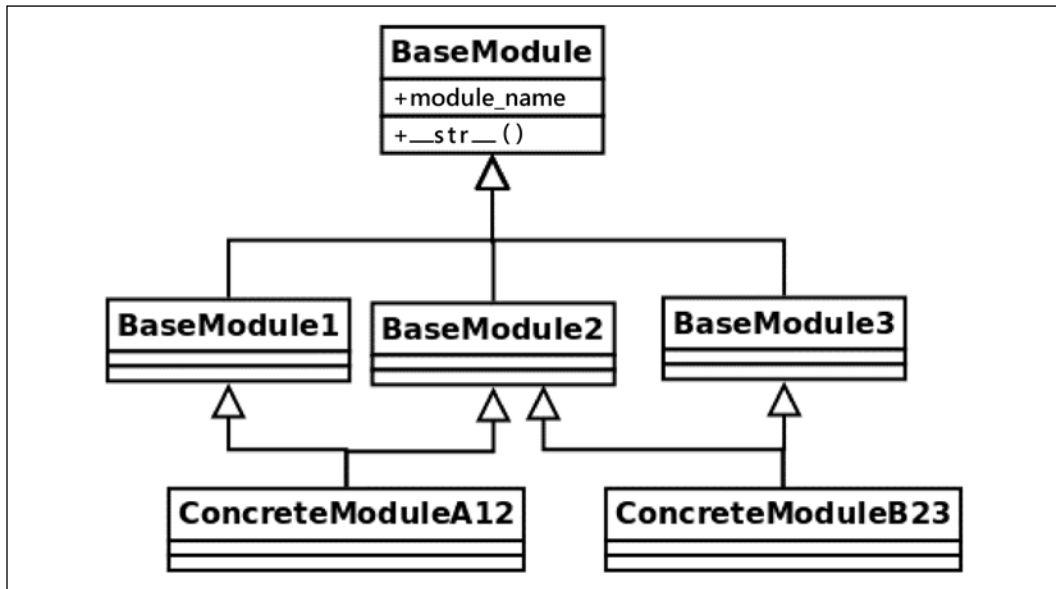 BaseModule
+module_name
+__str__()
BaseModule1
BaseModule2
BaseModule3
ConcreteModuleA12
ConcreteModuleB23